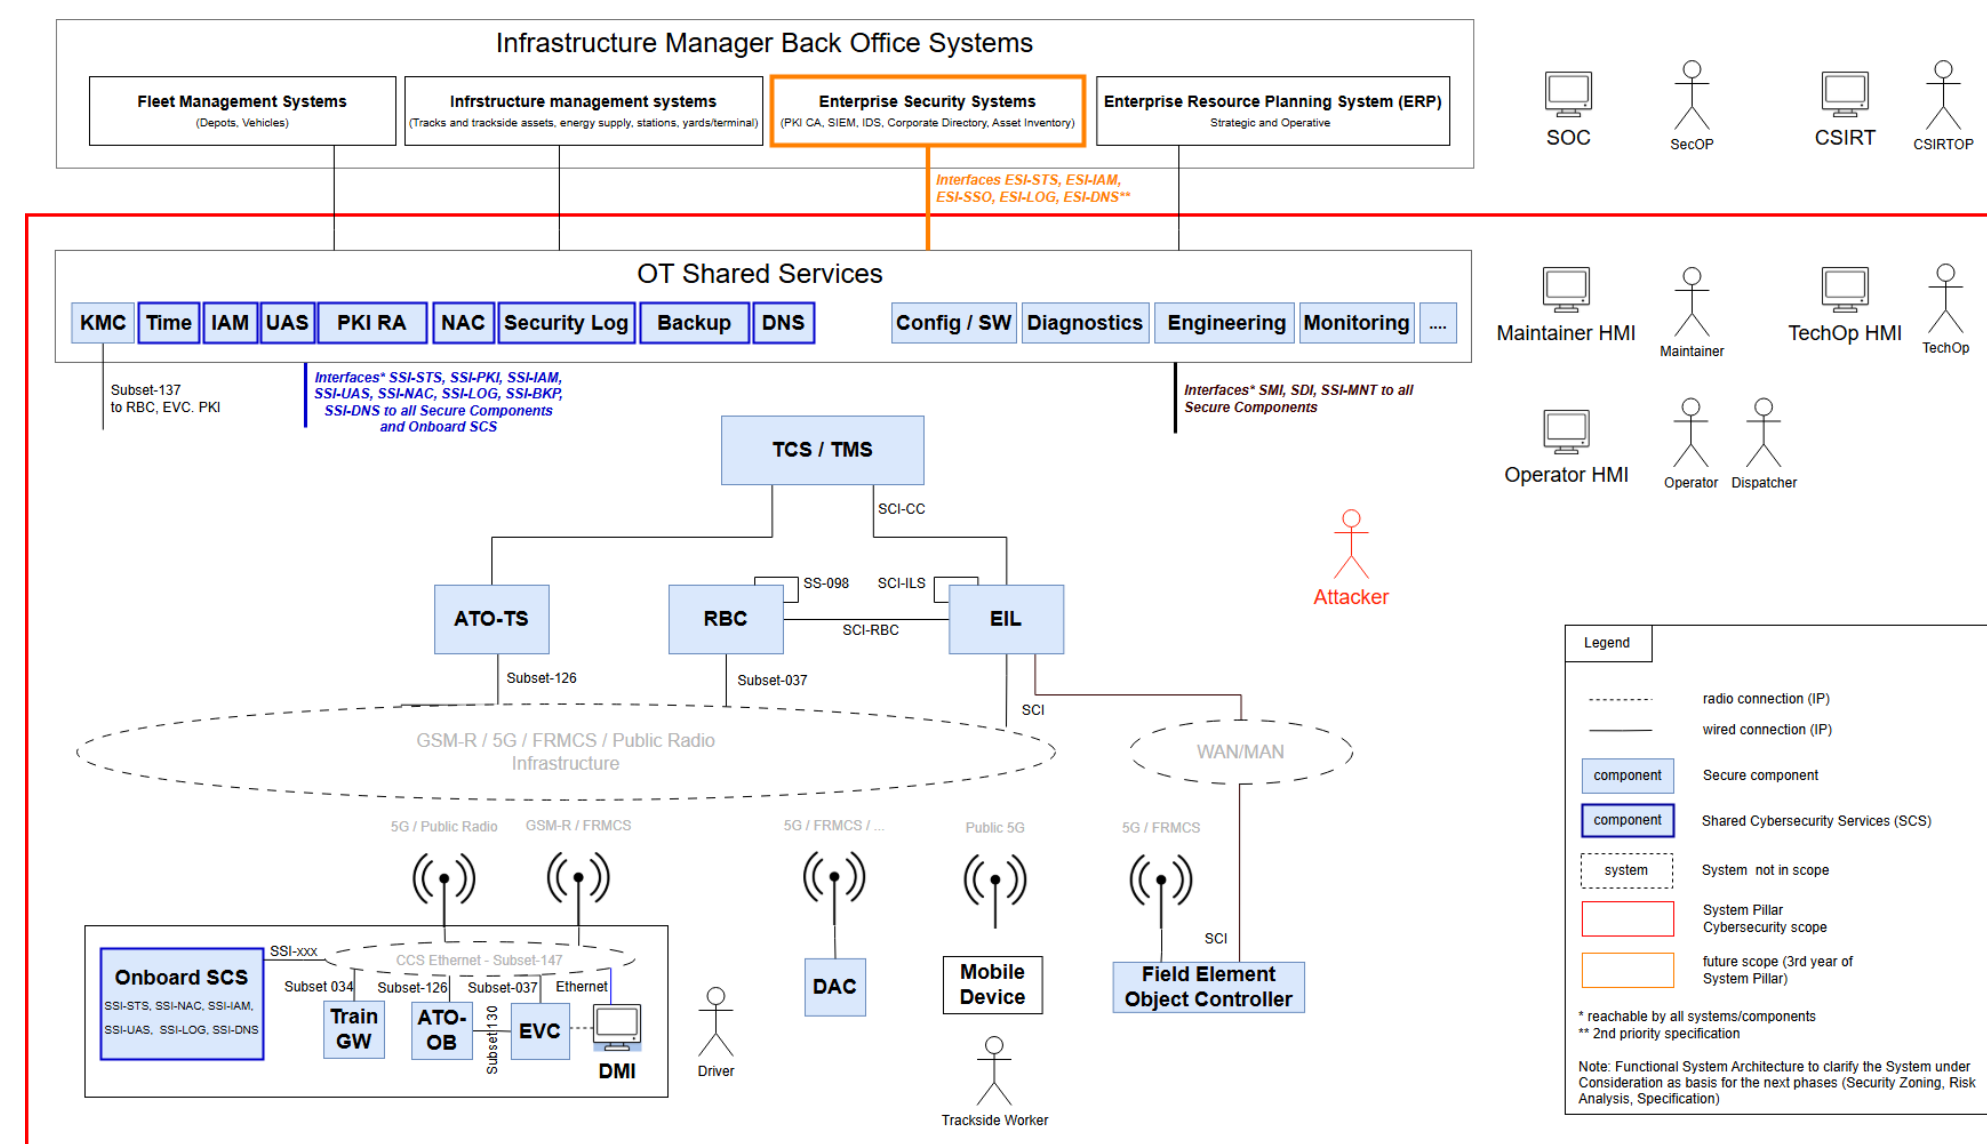 Infrastructure Manager Back Office Systems
Fleet Management Systems
(Depots, Vehicles)
Infrstructure management systems
(Tracks and trackside assets, energy supply, stations, yards/terminal)
Enterprise Security Systems
(PKI CA, SIEM, IDS, Corporate Directory, Asset Inventory)
Enterprise Resource Planning System (ERP)
Strategic and Operative
SOC
SecOP
CSIRT
CSIRTOP
Interfaces ESI-STS, ESI-IAM,
ESI-SSO, ESI-LOG, ESI-DNS**
OT Shared Services
KMC
Time
IAM
UAS
PKI RA
NAC
Security Log
Backup
DNS
Config / SW
Diagnostics
Engineering
Monitoring
....
Maintainer HMI
Maintainer
TechOp HMI
TechOp
Subset-137
to RBC, EVC. PKI
Interfaces* SSI-STS, SSI-PKI, SSI-IAM,
SSI-UAS, SSI-NAC, SSI-LOG, SSI-BKP,
SSI-DNS to all Secure Components
and Onboard SCS
Interfaces* SMI, SDI, SSI-MNT to all
Secure Components
Operator HMI
Operator
Dispatcher
TCS / TMS
SCI-CC
Attacker
ATO-TS
RBC
SS-098
SCI-ILS
EIL
SCI-RBC
Subset-126
Subset-037
SCI
GSM-R / 5G / FRMCS / Public Radio
Infrastructure
WAN/MAN
5G / Public Radio
GSM-R / FRMCS
5G / FRMCS / ...
Public 5G
5G / FRMCS
SCI
Onboard SCS
SSI-STS, SSI-NAC, SSI-IAM,
SSI-UAS, SSI-LOG, SSI-DNS
SSI-xxx
CCS Ethernet - Subset-147
Subset 034
Subset-126
Subset-037
Ethernet
Train
GW
ATO-
OB
Subset 130
EVC
DMI
Driver
DAC
Mobile
Device
Trackside Worker
Field Element
Object Controller
Legend
radio connection (IP)
wired connection (IP)
component
Secure component
component
Shared Cybersecurity Services (SCS)
system
System not in scope
System Pillar
Cybersecurity scope
future scope (3rd year of
System Pillar)
* reachable by all systems/components
** 2nd priority specification
Note: Functional System Architecture to clarify the System under
Consideration as basis for the next phases (Security Zoning, Risk
Analysis, Specification)